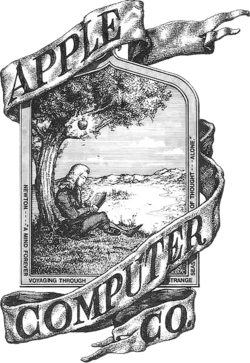 APPLE
COMPUTER
CO.
NEWTON - - - "A MIND FOREVER
VOYAGING THROUGH
STRANGE
SEAS OF THOUGHT - - - ALONE"